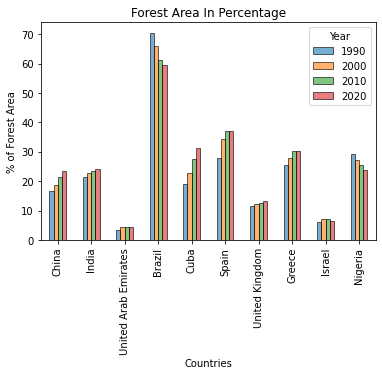 Forest Area In Percentage
Year
1990
2000
2010
2020
% of Forest Area
70
60
50
40
30
20
10
0
China
India
United Arab Emirates
Brazil
Cuba
Spain
United Kingdom
Greece
Israel
Nigeria
Countries